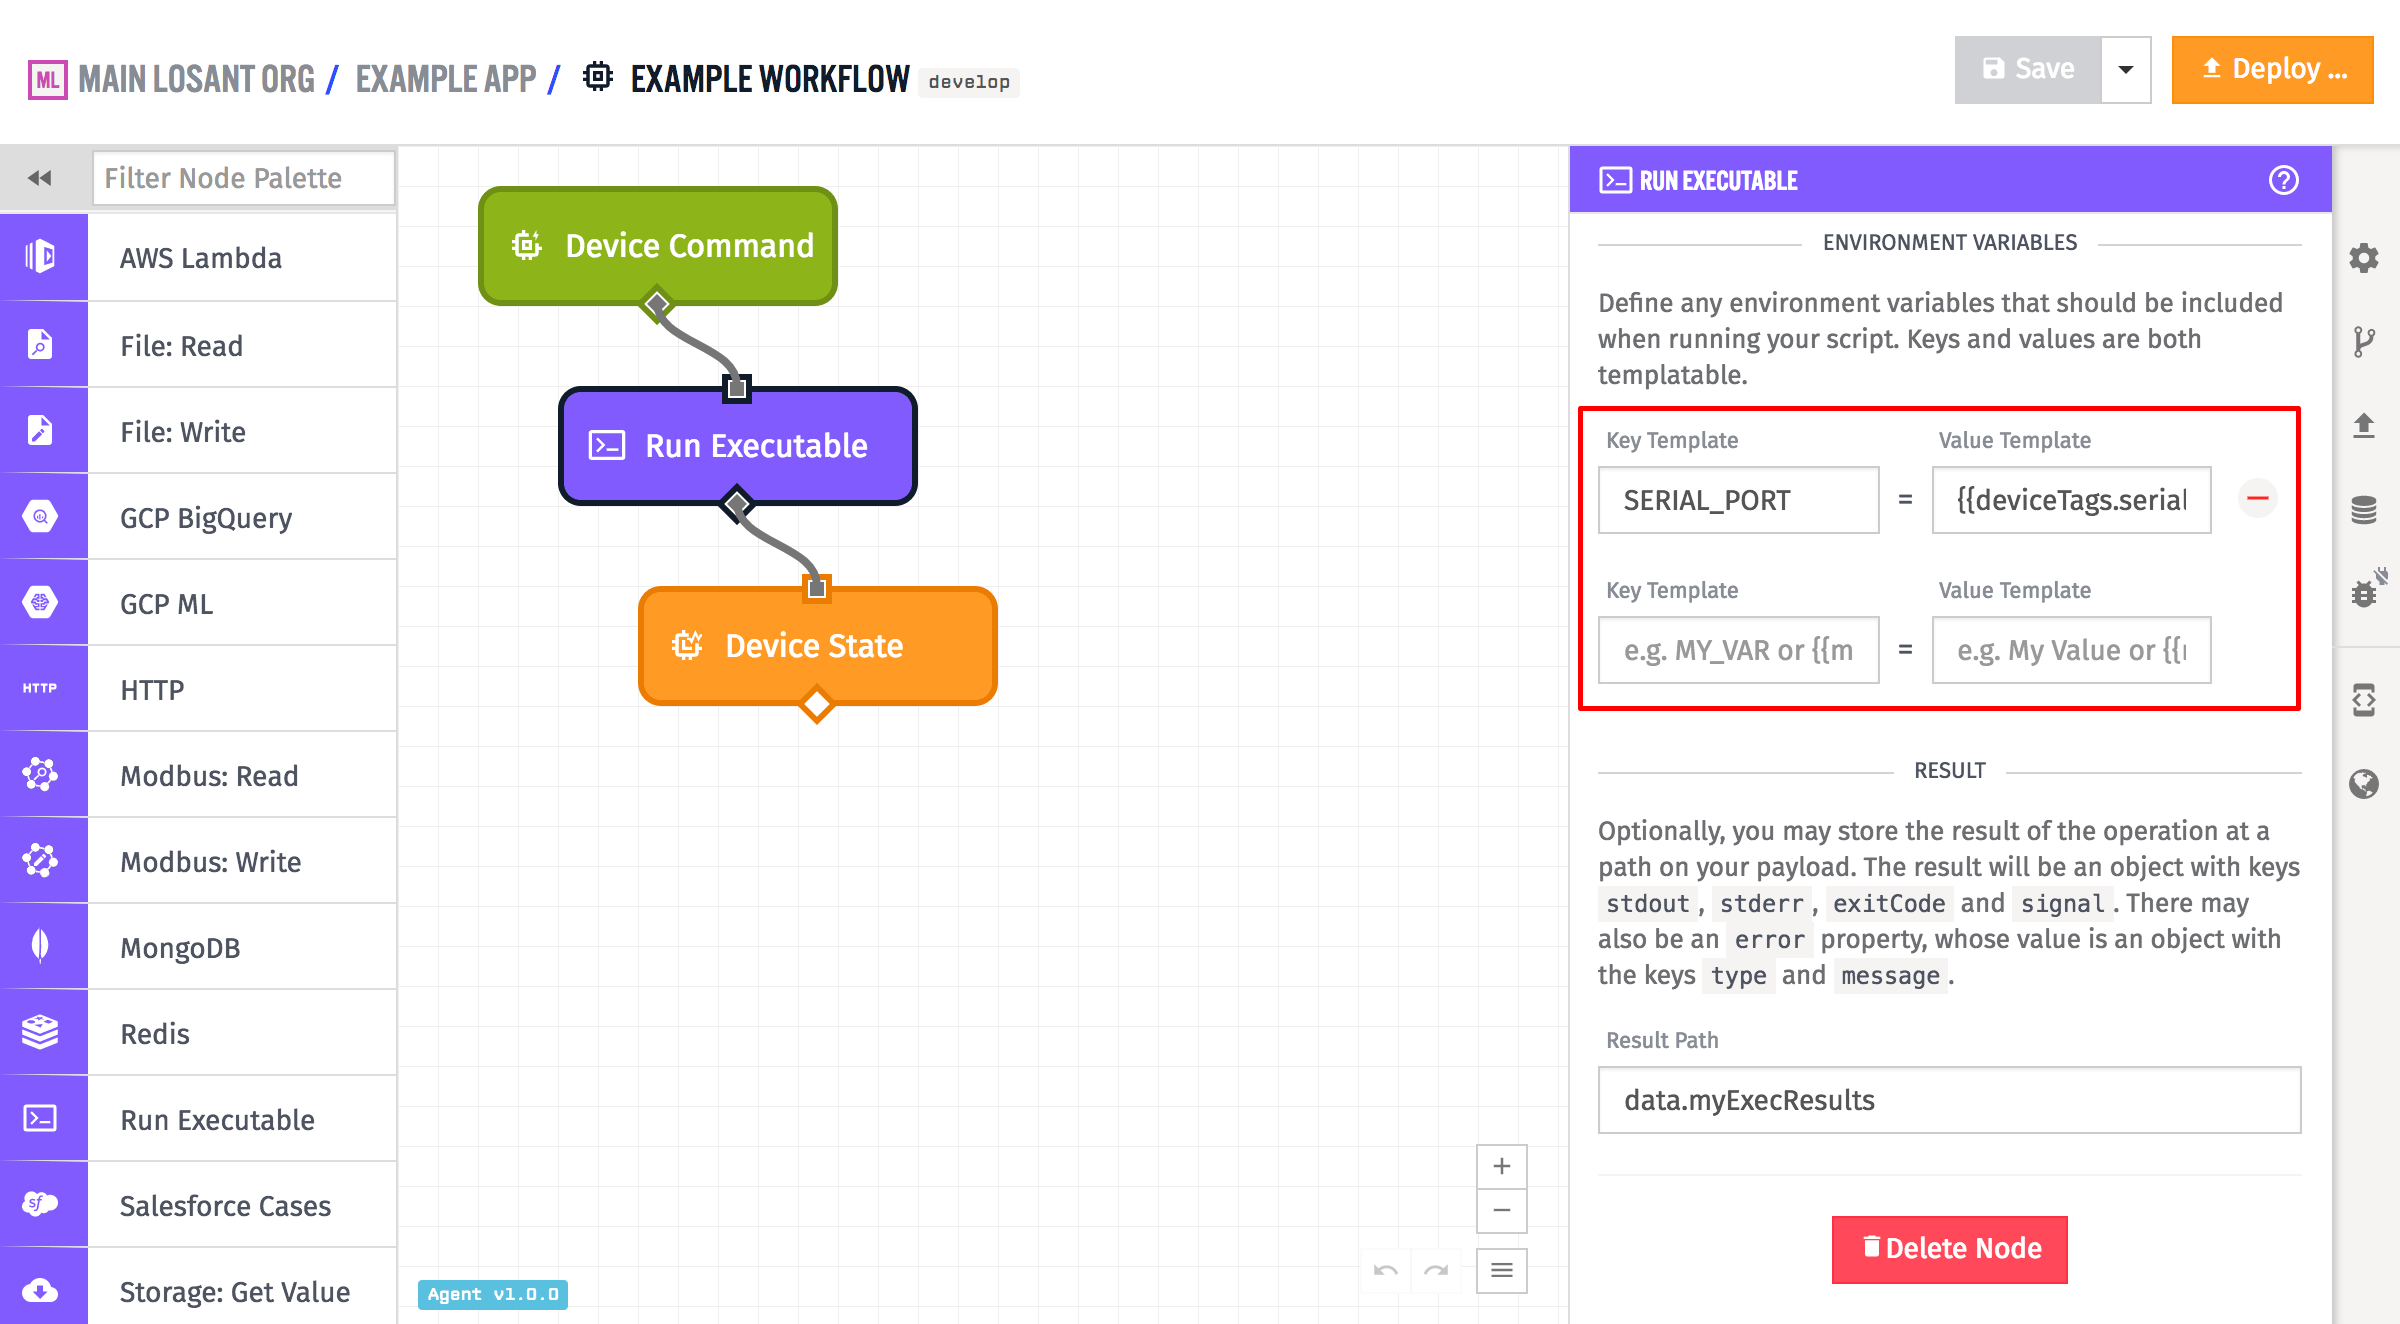 ML MAIN LOSANT ORG / EXAMPLE APP / EXAMPLE WORKFLOW develop
Save
Deploy ...
Filter Node Palette
AWS Lambda
File: Read
File: Write
GCP BigQuery
GCP ML
HTTP HTTP
Modbus: Read
Modbus: Write
MongoDB
Redis
Run Executable
sf Salesforce Cases
Storage: Get Value
Device Command
Run Executable
Device State
Agent v1.0.0
RUN EXECUTABLE
ENVIRONMENT VARIABLES
Define any environment variables that should be included
when running your script. Keys and values are both
templatable.
Key Template Value Template
SERIAL_PORT = {{deviceTags.serial
Key Template Value Template
e.g. MY_VAR or {{m = e.g. My Value or {{
RESULT
Optionally, you may store the result of the operation at a
path on your payload. The result will be an object with keys
stdout, stderr, exitCode and signal. There may
also be an error property, whose value is an object with
the keys type and message.
Result Path
data.myExecResults
Delete Node